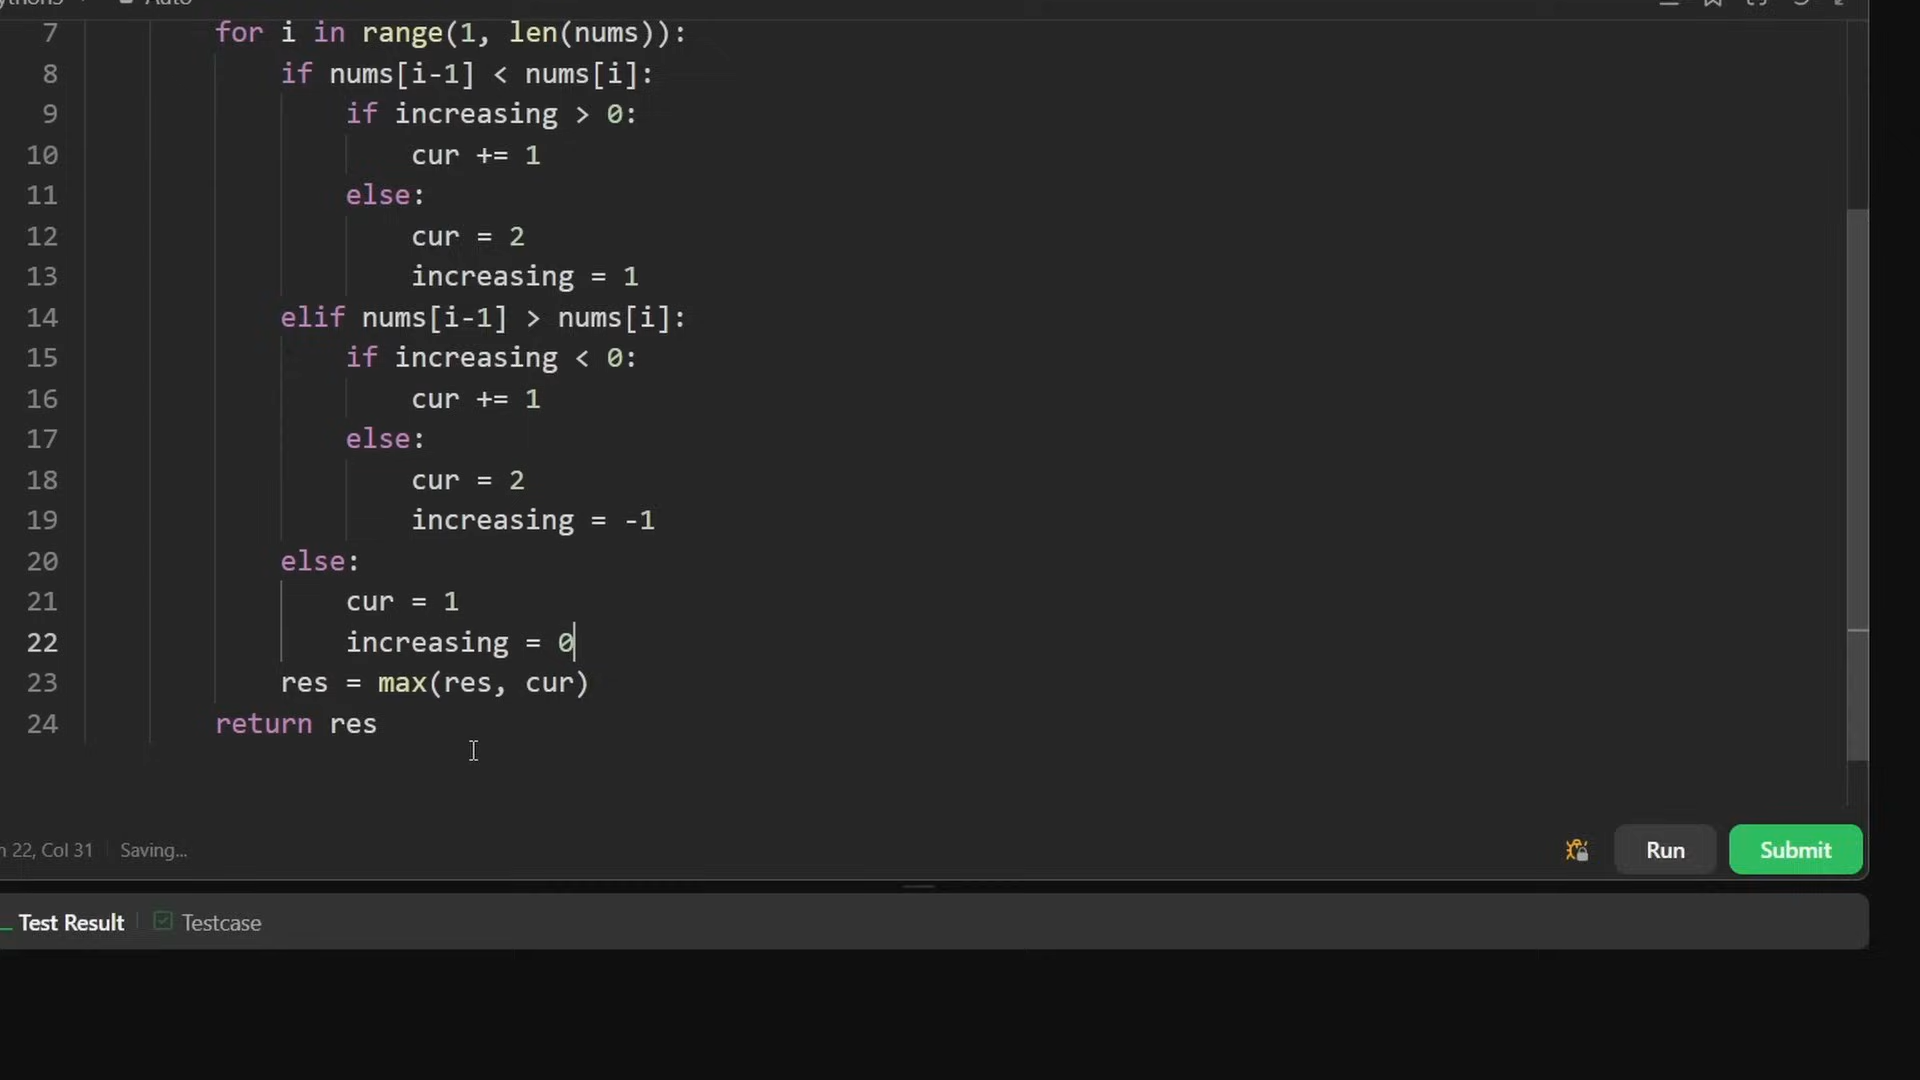 Auto
7 for i in range(1, len(nums)):
8 if nums[i-1] < nums[i]:
9 if increasing > 0:
10 cur += 1
11 else:
12 cur = 2
13 increasing = 1
14 elif nums[i-1] > nums[i]:
15 if increasing < 0:
16 cur += 1
17 else:
18 cur = 2
19 increasing = -1
20 else:
21 cur = 1
22 increasing = 0
23 res = max(res, cur)
24 return res
n 22, Col 31 Saving...
Run
Submit
Test Result
Testcase